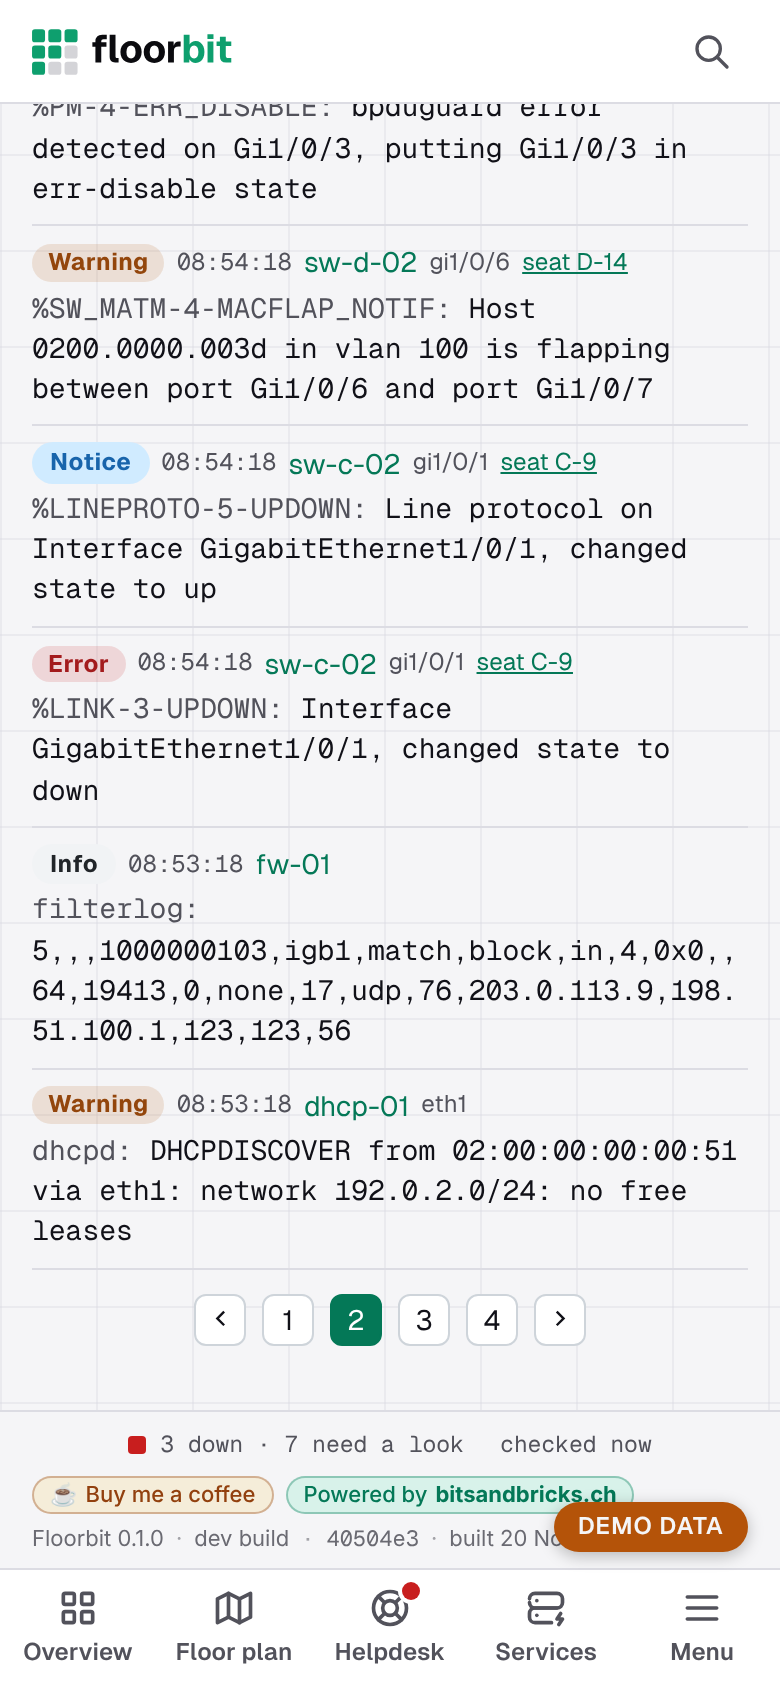 floorbit
%PM-4-ERR_DISABLE: bpduguard error
detected on Gi1/0/3, putting Gi1/0/3 in
err-disable state
Warning 08:54:18 sw-d-02 gi1/0/6 seat D-14
%SW_MATM-4-MACFLAP_NOTIF: Host
0200.0000.003d in vlan 100 is flapping
between port Gi1/0/6 and port Gi1/0/7
Notice 08:54:18 sw-c-02 gi1/0/1 seat C-9
%LINEPROTO-5-UPDOWN: Line protocol on
Interface GigabitEthernet1/0/1, changed
state to up
Error 08:54:18 sw-c-02 gi1/0/1 seat C-9
%LINK-3-UPDOWN: Interface
GigabitEthernet1/0/1, changed state to
down
Info 08:53:18 fw-01
filterlog:
5,,,1000000103,igb1,match,block,in,4,0x0,,
64,19413,0,none,17,udp,76,203.0.113.9,198.
51.100.1,123,123,56
Warning 08:53:18 dhcp-01 eth1
dhcpd: DHCPDISCOVER from 02:00:00:00:00:51
via eth1: network 192.0.2.0/24: no free
leases
1 2 3 4
3 down · 7 need a look checked now
Buy me a coffee Powered by bitsandbricks.ch
Floorbit 0.1.0 · dev build · 40504e3 · built 20
DEMO DATA
Overview Floor plan Helpdesk Services Menu